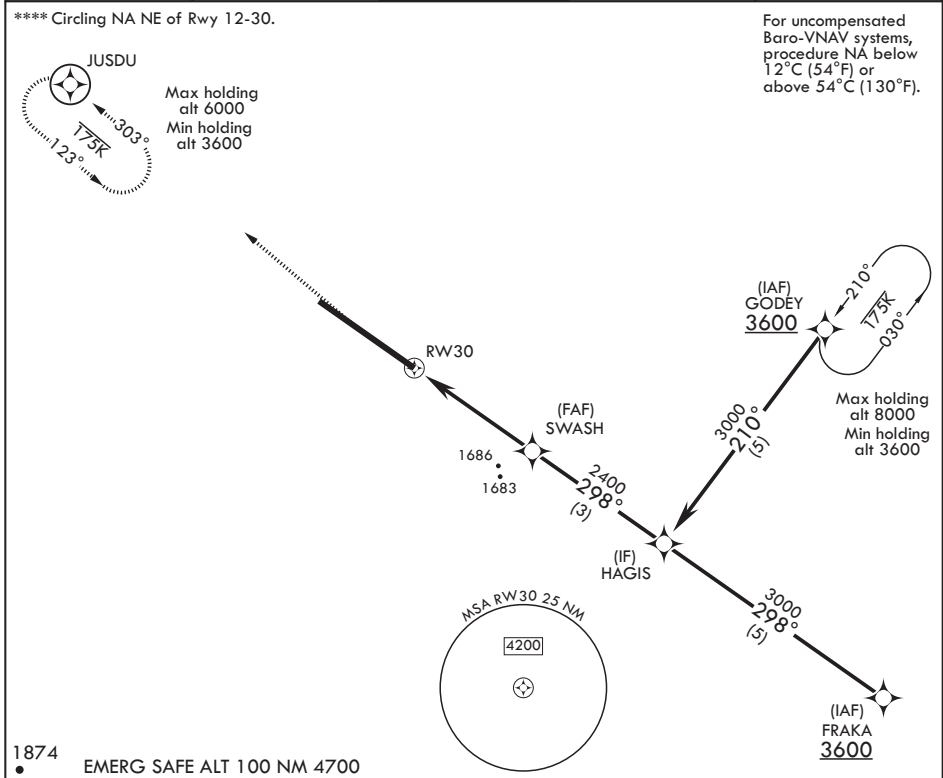 **** Circling NA NE of Rwy 12-30.
For uncompensated
Baro-VNAV systems,
procedure NA below
12°C (54°F) or
above 54°C (130°F).
JUSDU
Max holding
alt 6000
Min holding
alt 3600
303°
175K
123°
(IAF)
GODEY
3600
210°
175K
030°
Max holding
alt 8000
Min holding
alt 3600
RW30
3000
210°
(5)
(FAF)
SWASH
1686
1683
2400
298°
(3)
(IF)
HAGIS
3000
298°
(5)
MSA RW30 25 NM
4200
(IAF)
FRAKA
3600
1874
EMERG SAFE ALT 100 NM 4700